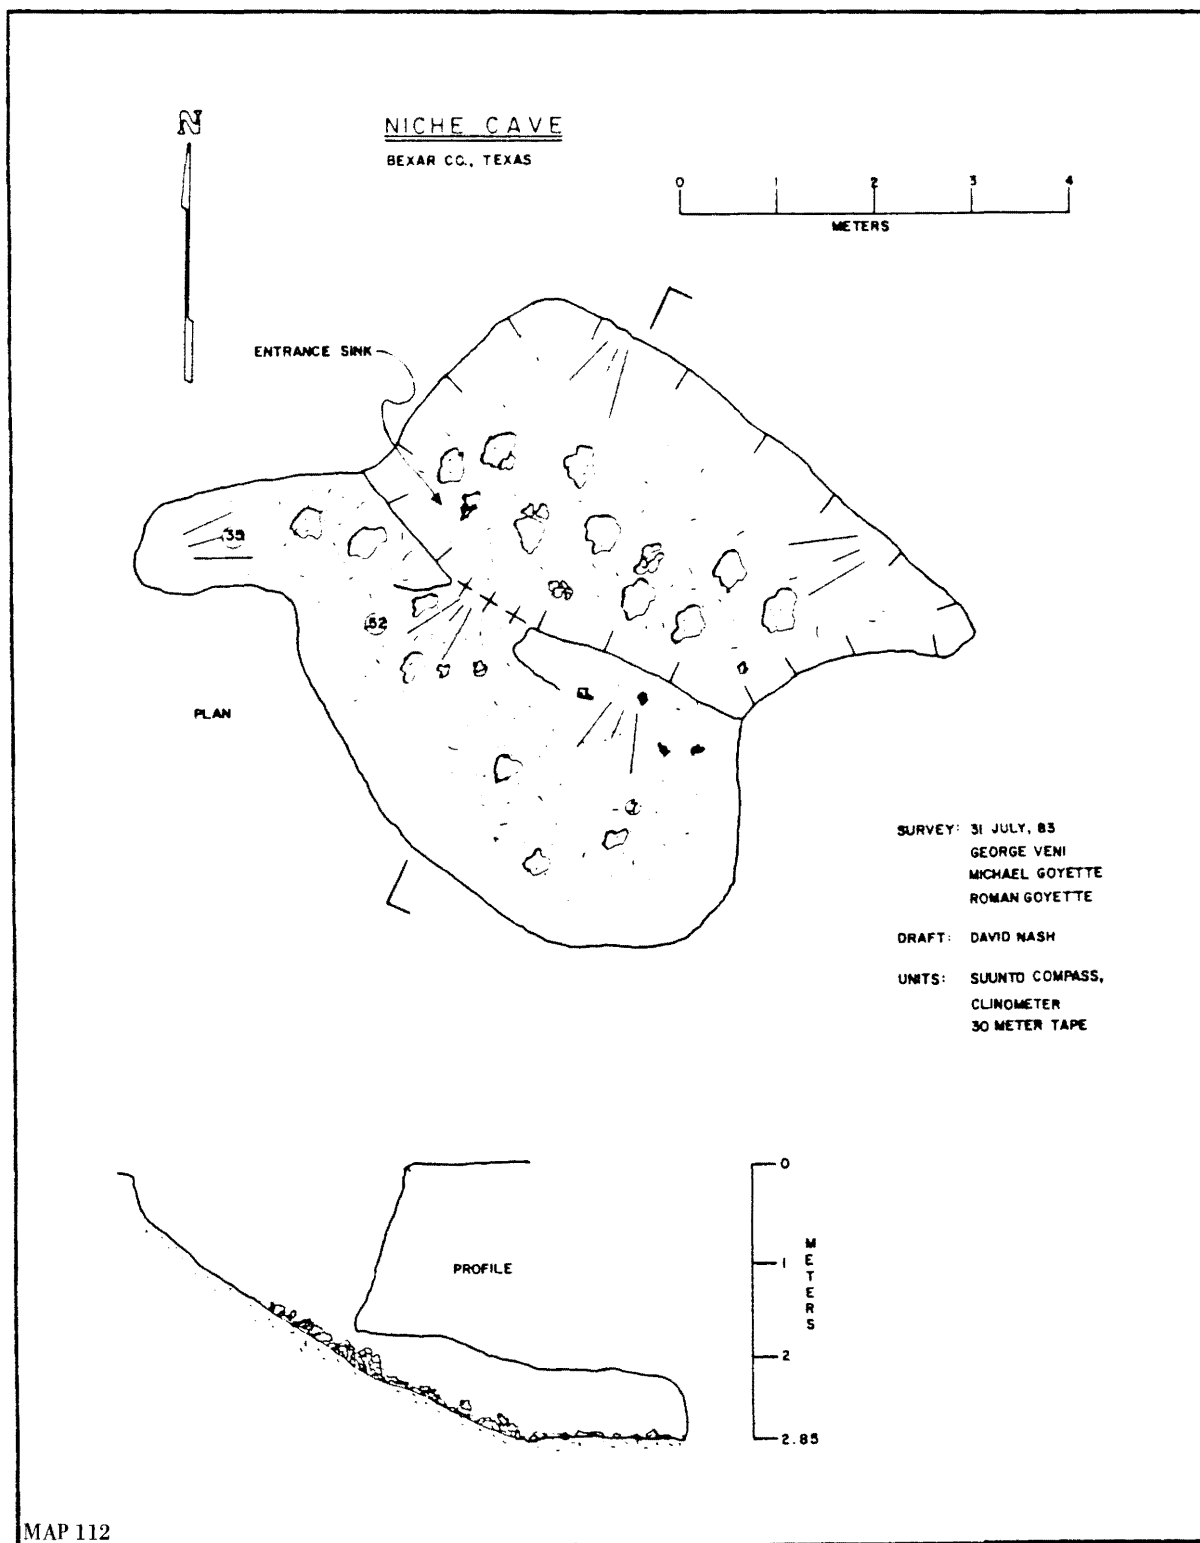 N
NICHE CAVE
BEXAR CO., TEXAS
0 1 2 3 4
METERS
ENTRANCE SINK
.35
.52
PLAN
SURVEY: 31 JULY, 83
GEORGE VENI
MICHAEL GOYETTE
ROMAN GOYETTE
DRAFT: DAVID NASH
UNITS: SUUNTO COMPASS,
CLINOMETER
30 METER TAPE
0
PROFILE
1
METERS
2
2.85
MAP 112